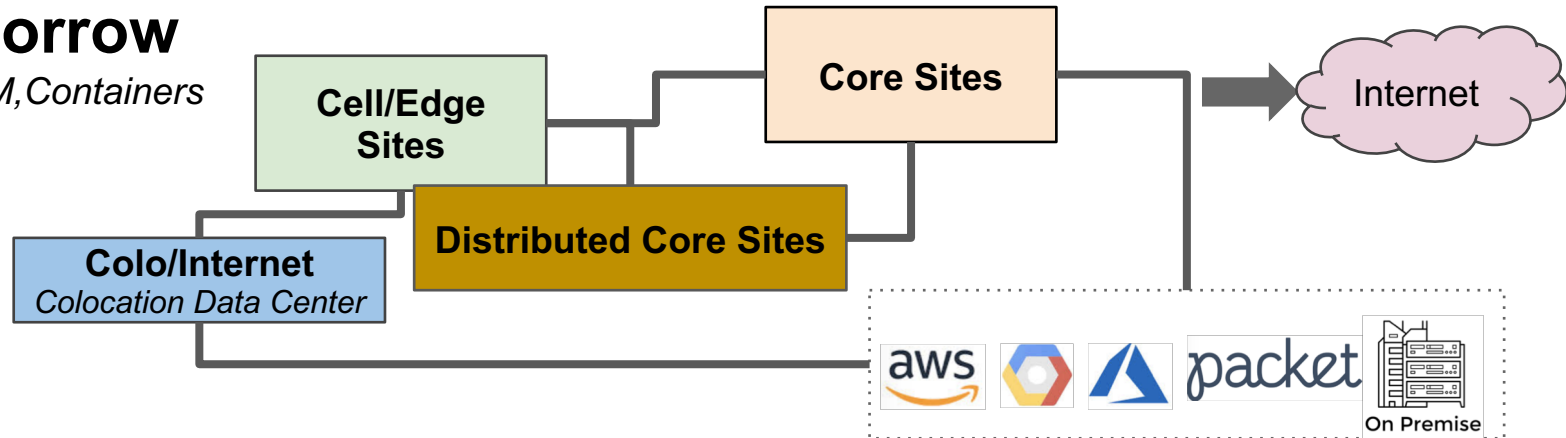 orrow
M,Containers
Cell/Edge
Sites
Core Sites
Internet
Distributed Core Sites
Colo/Internet
Colocation Data Center
aws
packet
On Premise